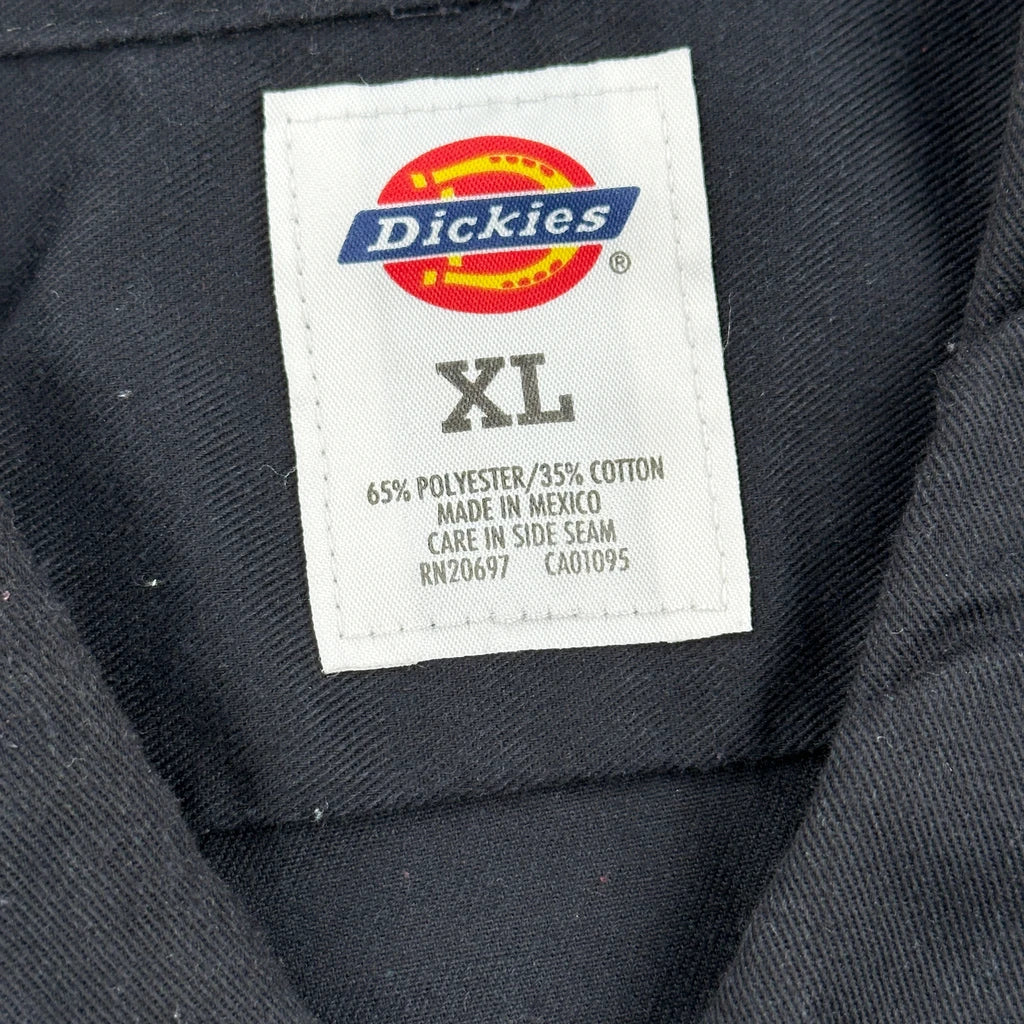 Dickies
®
XL
65% POLYESTER/35% COTTON
MADE IN MEXICO
CARE IN SIDE SEAM
RN20697 CA01095